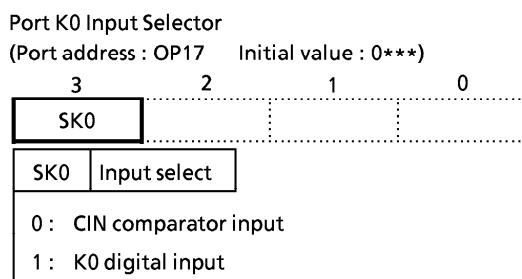 Port K0 Input Selector
(Port address : OP17 Initial value : 0***)
3 2 1 0
SK0
SK0 Input select
0 : CIN comparator input
1 : K0 digital input